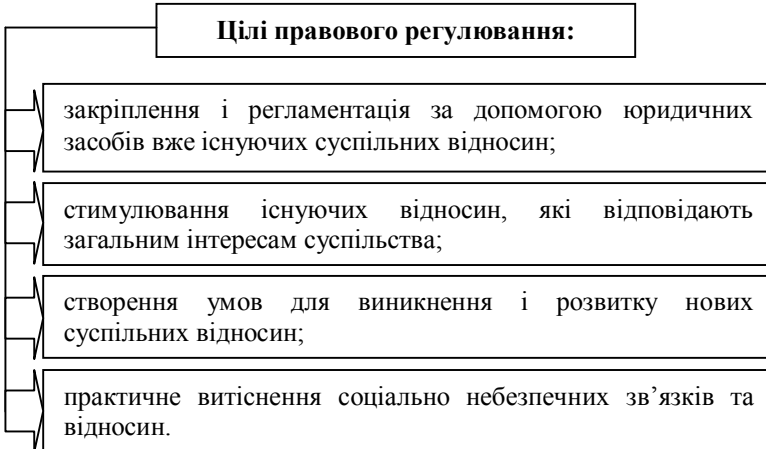 Цілі правового регулювання:
закріплення і регламентація за допомогою юридичних
засобів вже існуючих суспільних відносин;
стимулювання існуючих відносин, які відповідають
загальним інтересам суспільства;
створення умов для виникнення і розвитку нових
суспільних відносин;
практичне витіснення соціально небезпечних зв’язків та
відносин.